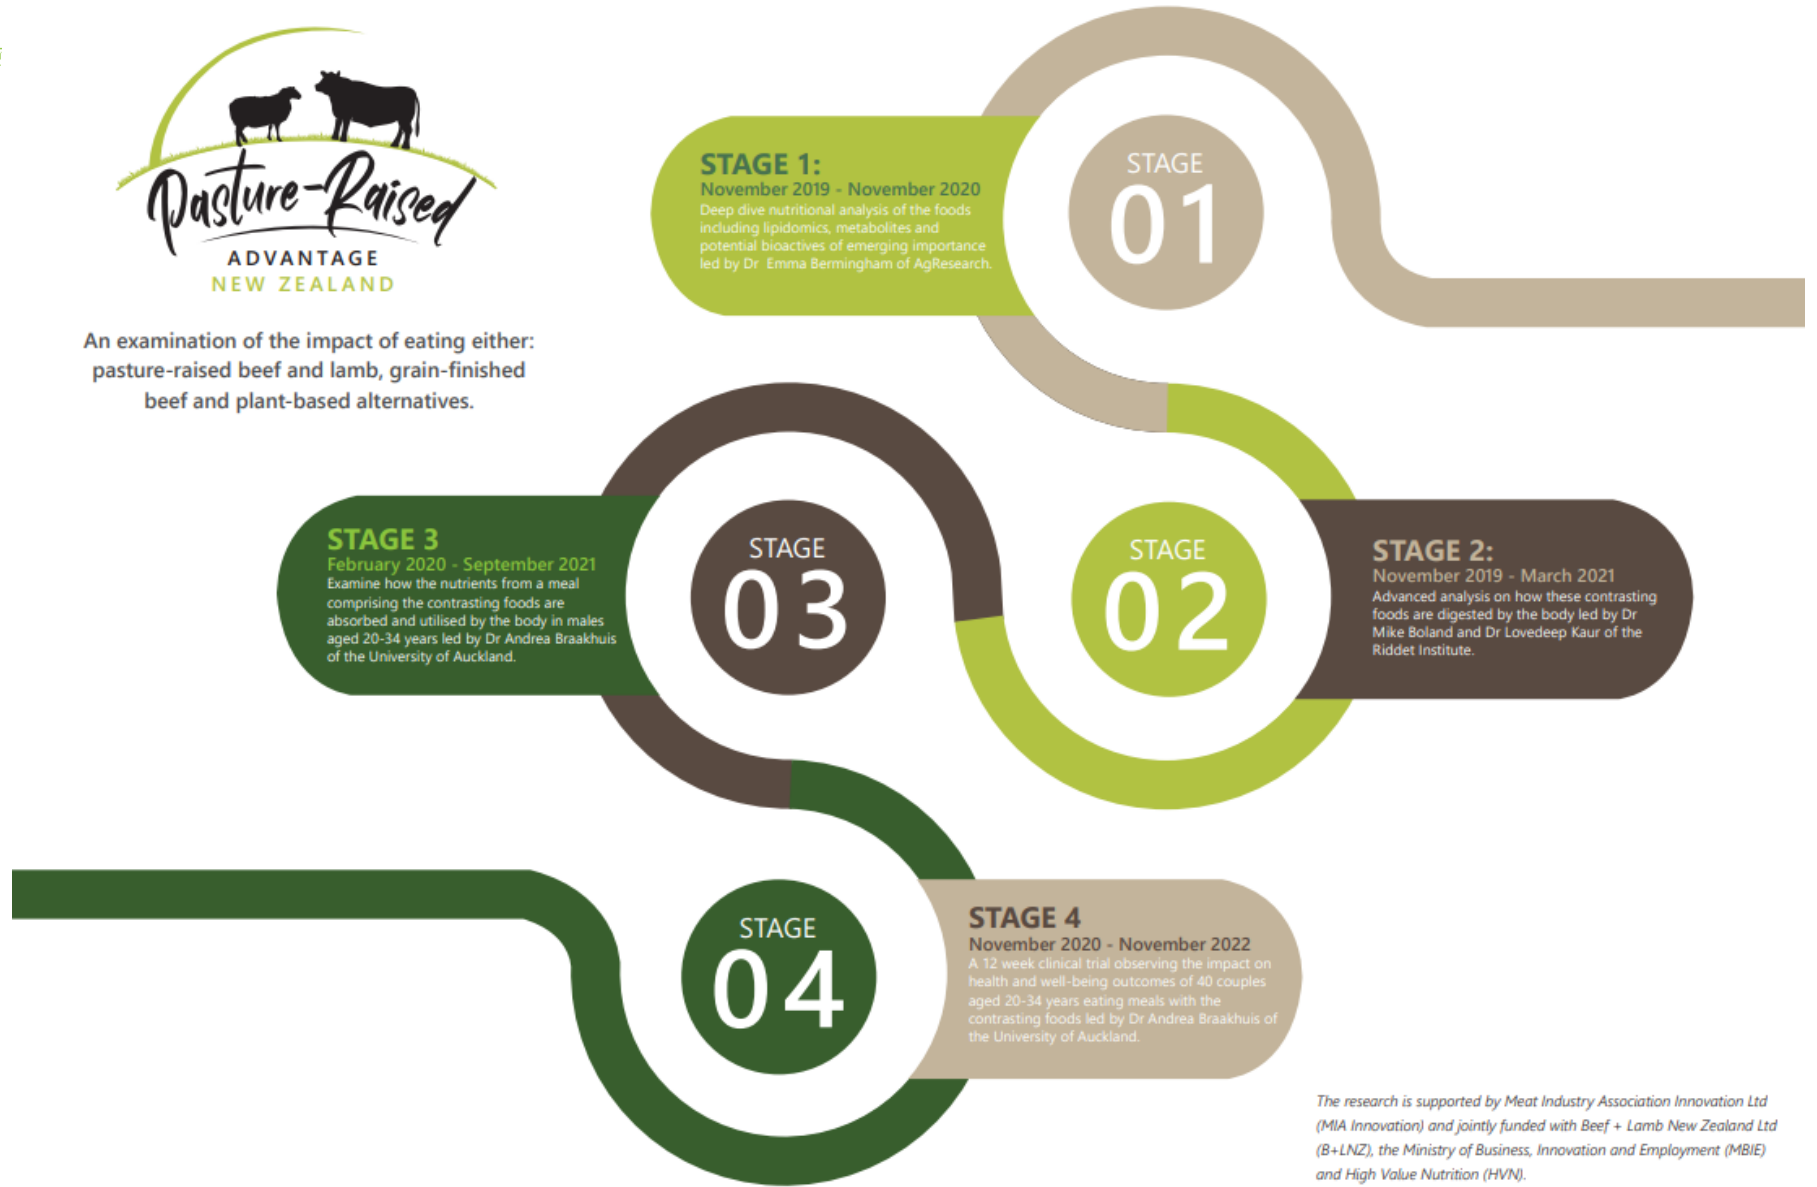 Pasture-Raised
ADVANTAGE
NEW ZEALAND
An examination of the impact of eating either:
pasture-raised beef and lamb, grain-finished
beef and plant-based alternatives.
STAGE 1:
November 2019 - November 2020
Deep dive nutritional analysis of the foods
including lipidomics, metabolites and
potential bioactives of emerging importance
led by Dr Emma Bermingham of AgResearch.
STAGE
01
STAGE 3
February 2020 - September 2021
Examine how the nutrients from a meal
comprising the contrasting foods are
absorbed and utilised by the body in males
aged 20-34 years led by Dr Andrea Braakhuis
of the University of Auckland.
STAGE
03
STAGE
02
STAGE 2:
November 2019 - March 2021
Advanced analysis on how these contrasting
foods are digested by the body led by Dr
Mike Boland and Dr Lovedeep Kaur of the
Riddet Institute.
STAGE
04
STAGE 4
November 2020 - November 2022
A 12 week clinical trial observing the impact on
health and well-being outcomes of 40 couples
aged 20-34 years eating meals with the
contrasting foods led by Dr Andrea Braakhuis of
the University of Auckland.
The research is supported by Meat Industry Association Innovation Ltd
(MIA Innovation) and jointly funded with Beef + Lamb New Zealand Ltd
(B+LNZ), the Ministry of Business, Innovation and Employment (MBIE)
and High Value Nutrition (HVN).